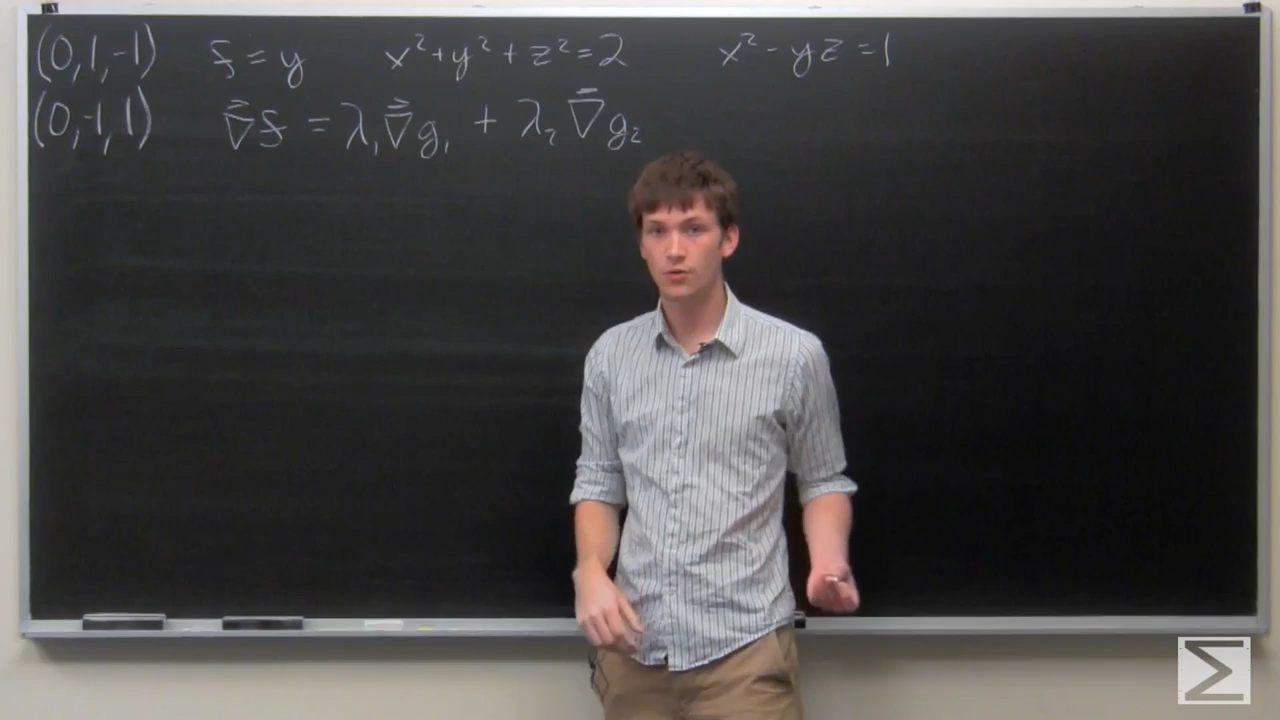 (0,1,-1) f = y x²+y²+z²=2 x²-yz=1
(0,-1,1) ∇⃗f = λ₁∇⃗g₁ + λ₂∇⃗g₂
Σ